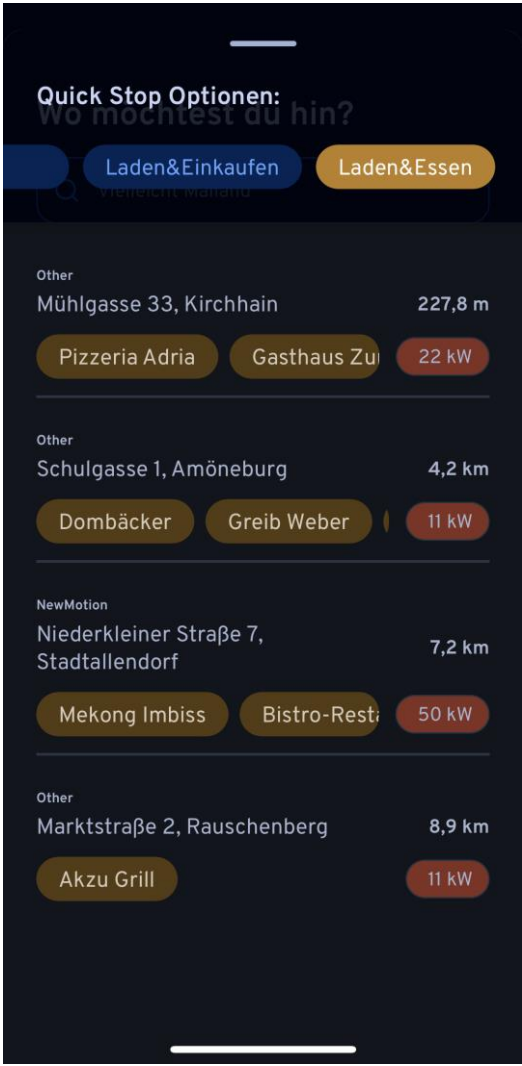 Quick Stop Optionen:
Wo möchtest du hin?
Laden&Einkaufen
Laden&Essen
Vielleicht Mailand
Other
Mühlgasse 33, Kirchhain
227,8 m
Pizzeria Adria
Gasthaus Zu
22 kW
Other
Schulgasse 1, Amöneburg
4,2 km
Dombäcker
Greib Weber
11 kW
NewMotion
Niederkleiner Straße 7,
Stadtallendorf
7,2 km
Mekong Imbiss
Bistro-Resta
50 kW
Other
Marktstraße 2, Rauschenberg
8,9 km
Akzu Grill
11 kW